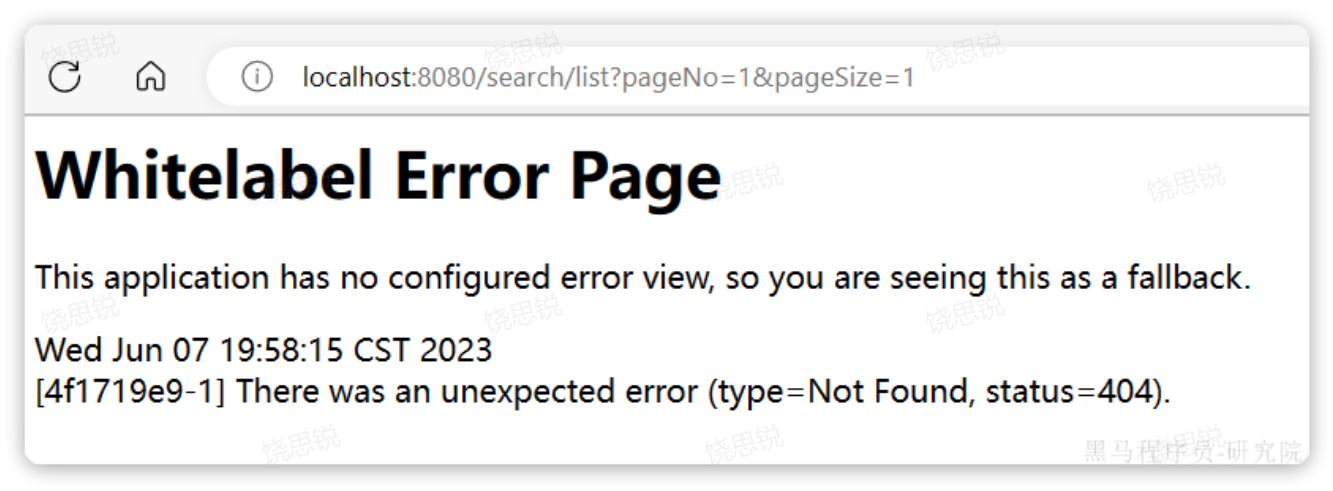 localhost:8080/search/list?pageNo=1&pageSize=1
Whitelabel Error Page
This application has no configured error view, so you are seeing this as a fallback.
Wed Jun 07 19:58:15 CST 2023
[4f1719e9-1] There was an unexpected error (type=Not Found, status=404).
饶思锐 饶思锐 饶思锐
饶思锐 饶思锐
饶思锐 饶思锐 饶思锐
饶思锐 饶思锐 饶思锐
黑马程序员-研究院